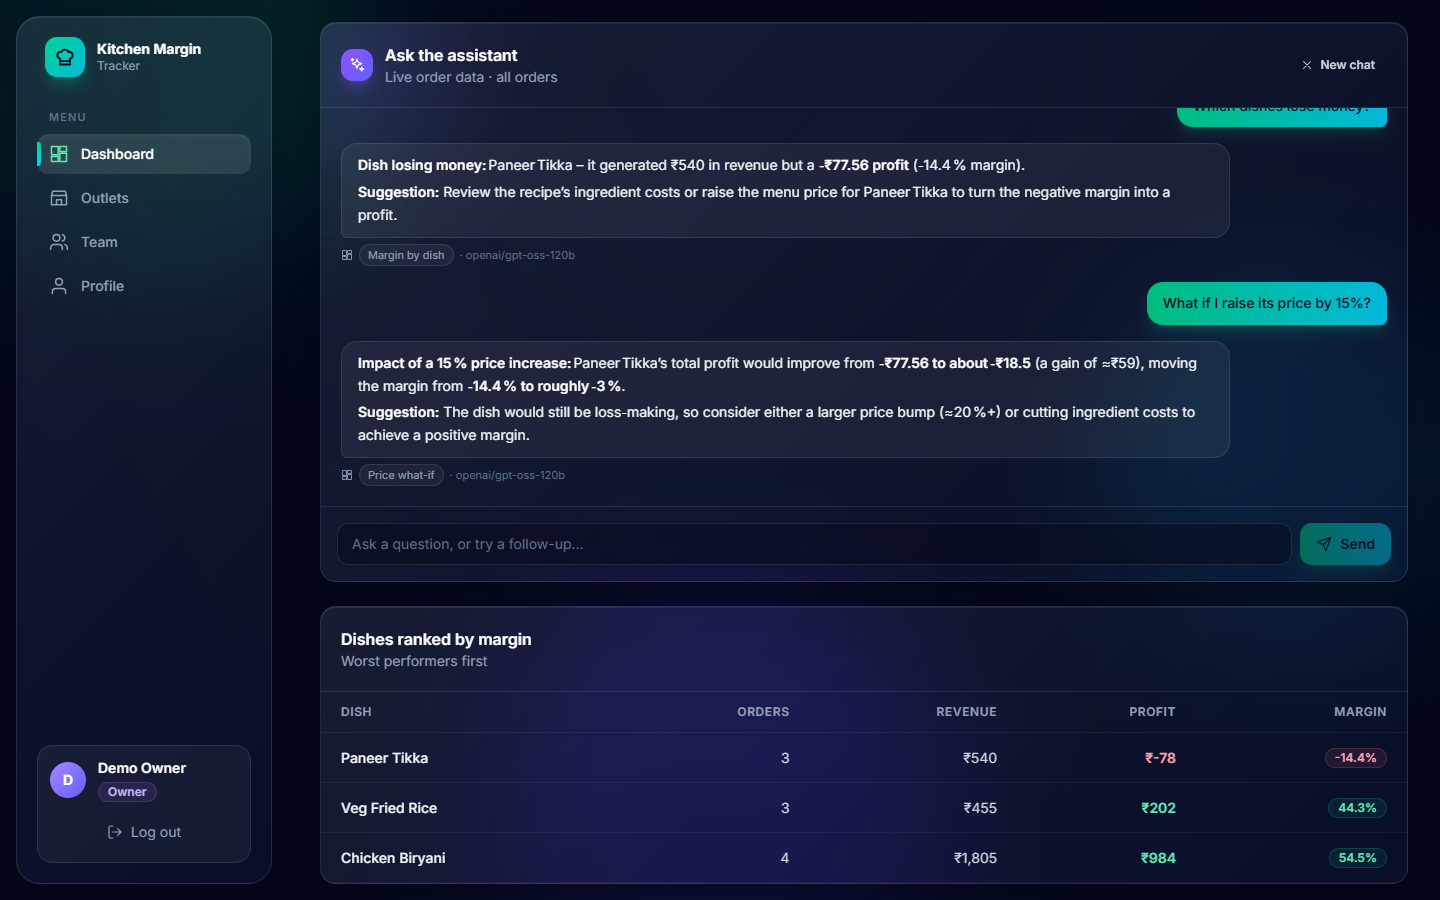 Kitchen Margin
Tracker
MENU
Dashboard
Outlets
Team
Profile
D
Demo Owner
Owner
Log out
Ask the assistant
Live order data · all orders
New chat
Which dishes lose money?
Dish losing money: Paneer Tikka – it generated ₹540 in revenue but a -₹77.56 profit (-14.4 % margin).
Suggestion: Review the recipe's ingredient costs or raise the menu price for Paneer Tikka to turn the negative margin into a
profit.
Margin by dish · openai/gpt-oss-120b
What if I raise its price by 15%?
Impact of a 15 % price increase: Paneer Tikka's total profit would improve from -₹77.56 to about -₹18.5 (a gain of ≈₹59), moving
the margin from -14.4 % to roughly -3 %.
Suggestion: The dish would still be loss-making, so consider either a larger price bump (≈20 %+) or cutting ingredient costs to
achieve a positive margin.
Price what-if · openai/gpt-oss-120b
Ask a question, or try a follow-up...
Send
Dishes ranked by margin
Worst performers first
DISH ORDERS REVENUE PROFIT MARGIN
Paneer Tikka 3 ₹540 ₹-78 -14.4%
Veg Fried Rice 3 ₹455 ₹202 44.3%
Chicken Biryani 4 ₹1,805 ₹984 54.5%